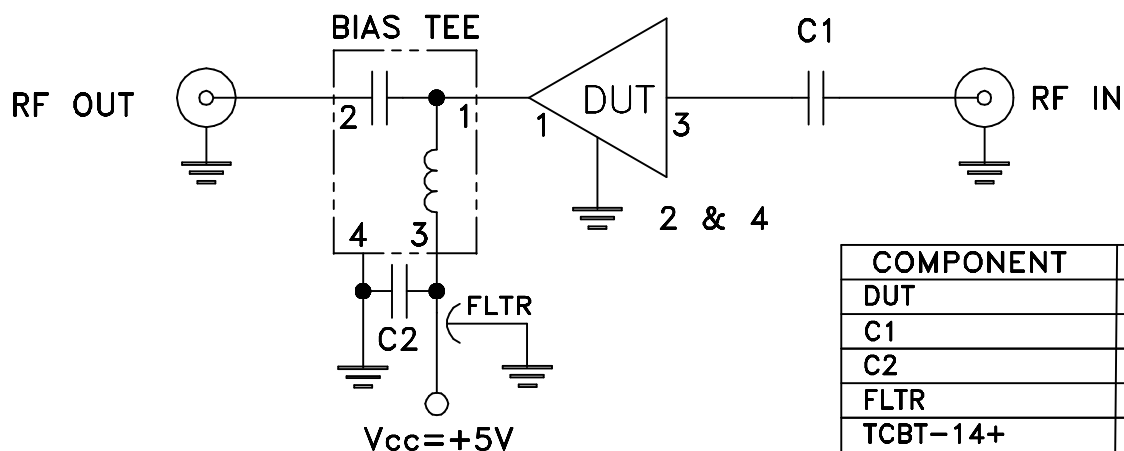 BIAS TEE
C1
RF OUT
DUT
RF IN
2
1
1
3
2 & 4
4
3
FLTR
C2
Vcc=+5V
COMPONENT
DUT
C1
C2
FLTR
TCBT-14+